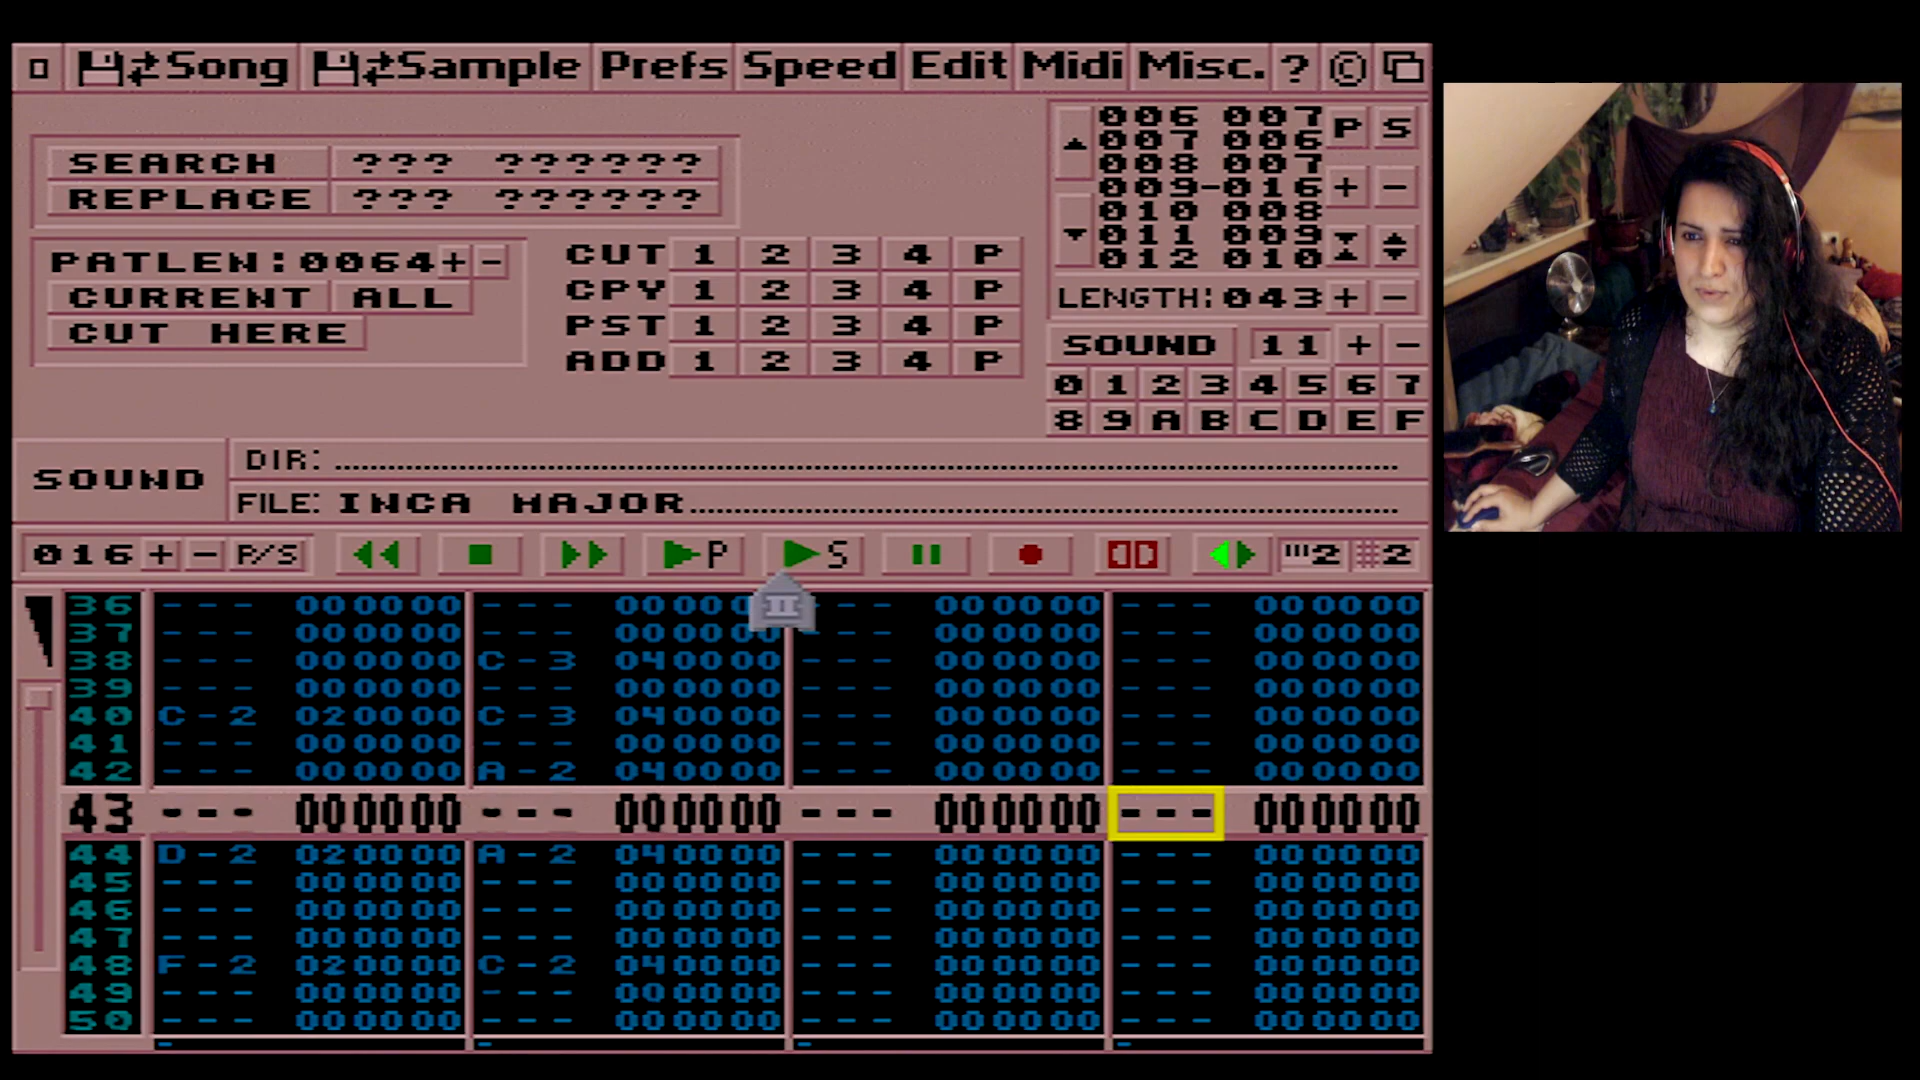 Song Sample Prefs Speed Edit Midi Misc. ? ©
SEARCH ??? ??????
REPLACE ??? ??????
PATLEN:0064+-
CURRENT ALL
CUT HERE
CUT 1 2 3 4 P
CPY 1 2 3 4 P
PST 1 2 3 4 P
ADD 1 2 3 4 P
006 007 P S
007 006
008 007
009-016 + -
010 008
011 009
012 010
LENGTH:043 + -
SOUND 11 + -
0 1 2 3 4 5 6 7
8 9 A B C D E F
SOUND
DIR:
FILE: INCA MAJOR
016 + - P/S P S 2 2
36 --- 000000 --- 0000 --- 000000 --- 000000
37 --- 000000 --- 000000 --- 000000 --- 000000
38 --- 000000 C-3 040000 --- 000000 --- 000000
39 --- 000000 --- 000000 --- 000000 --- 000000
40 C-2 020000 C-3 040000 --- 000000 --- 000000
41 --- 000000 --- 000000 --- 000000 --- 000000
42 --- 000000 A-2 040000 --- 000000 --- 000000
43 --- 000000 --- 000000 --- 000000 --- 000000
44 D-2 020000 A-2 040000 --- 000000 --- 000000
45 --- 000000 --- 000000 --- 000000 --- 000000
46 --- 000000 --- 000000 --- 000000 --- 000000
47 --- 000000 --- 000000 --- 000000 --- 000000
48 F-2 020000 C-2 040000 --- 000000 --- 000000
49 --- 000000 --- 000000 --- 000000 --- 000000
50 --- 000000 --- 000000 --- 000000 --- 000000